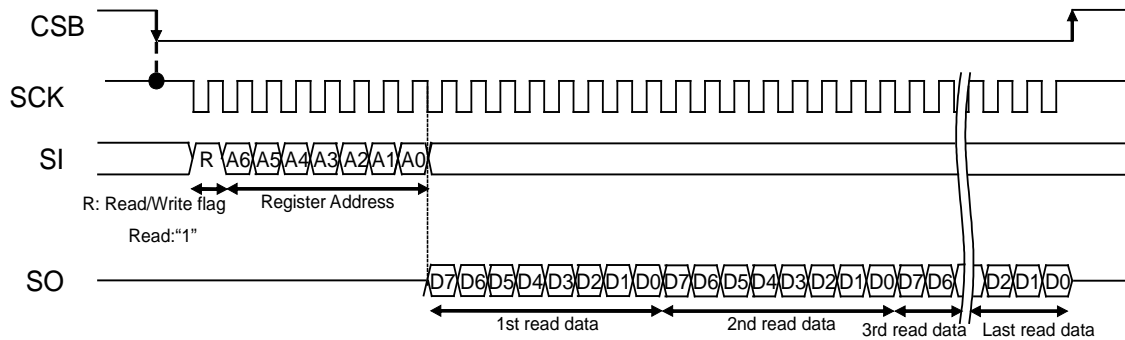 CSB
SCK
SI R A6 A5 A4 A3 A2 A1 A0
R: Read/Write flag Register Address
Read:“1”
SO D7 D6 D5 D4 D3 D2 D1 D0 D7 D6 D5 D4 D3 D2 D1 D0 D7 D6 D2 D1 D0
1st read data 2nd read data 3rd read data Last read data